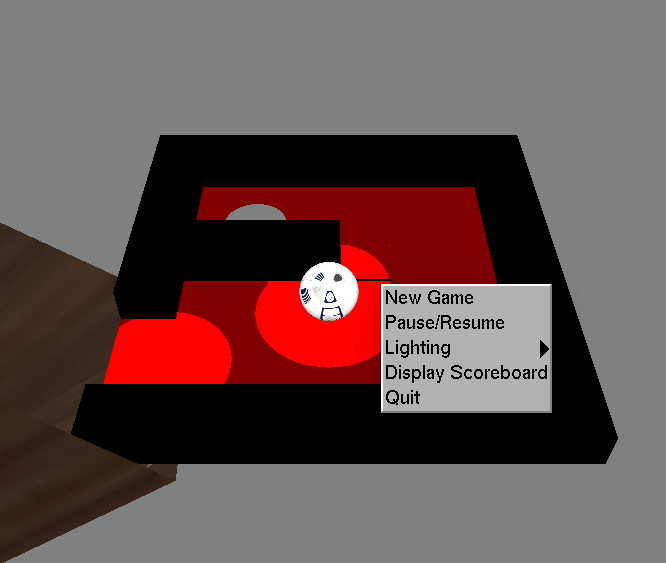 New Game
Pause/Resume
Lighting
Display Scoreboard
Quit